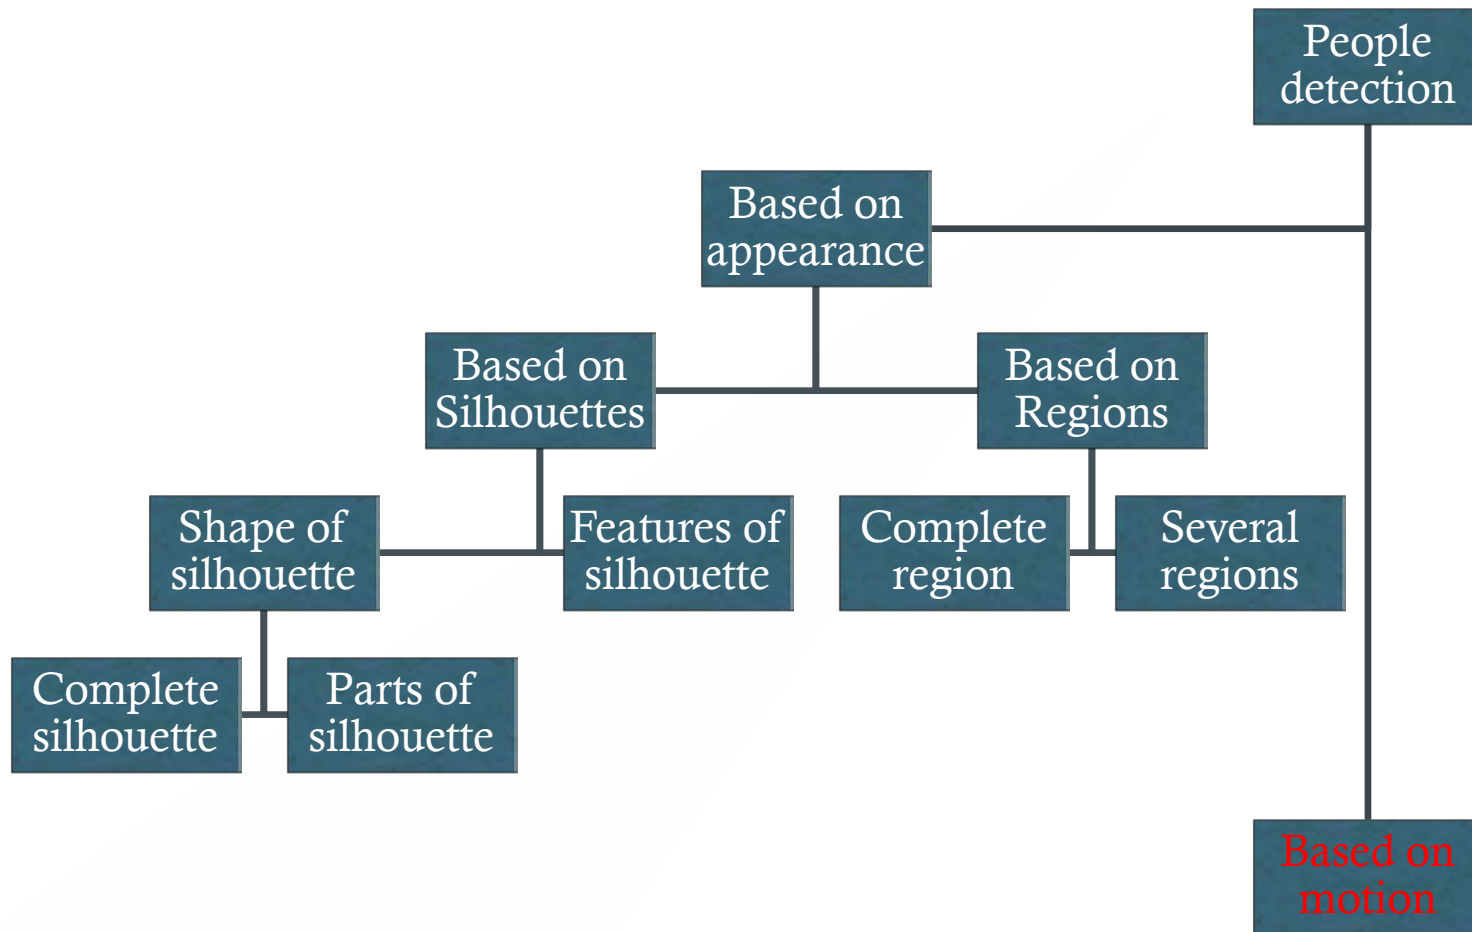 People
detection
Based on
appearance
Based on
Silhouettes
Based on
Regions
Shape of
silhouette
Features of
silhouette
Complete
region
Several
regions
Complete
silhouette
Parts of
silhouette
Based on
motion